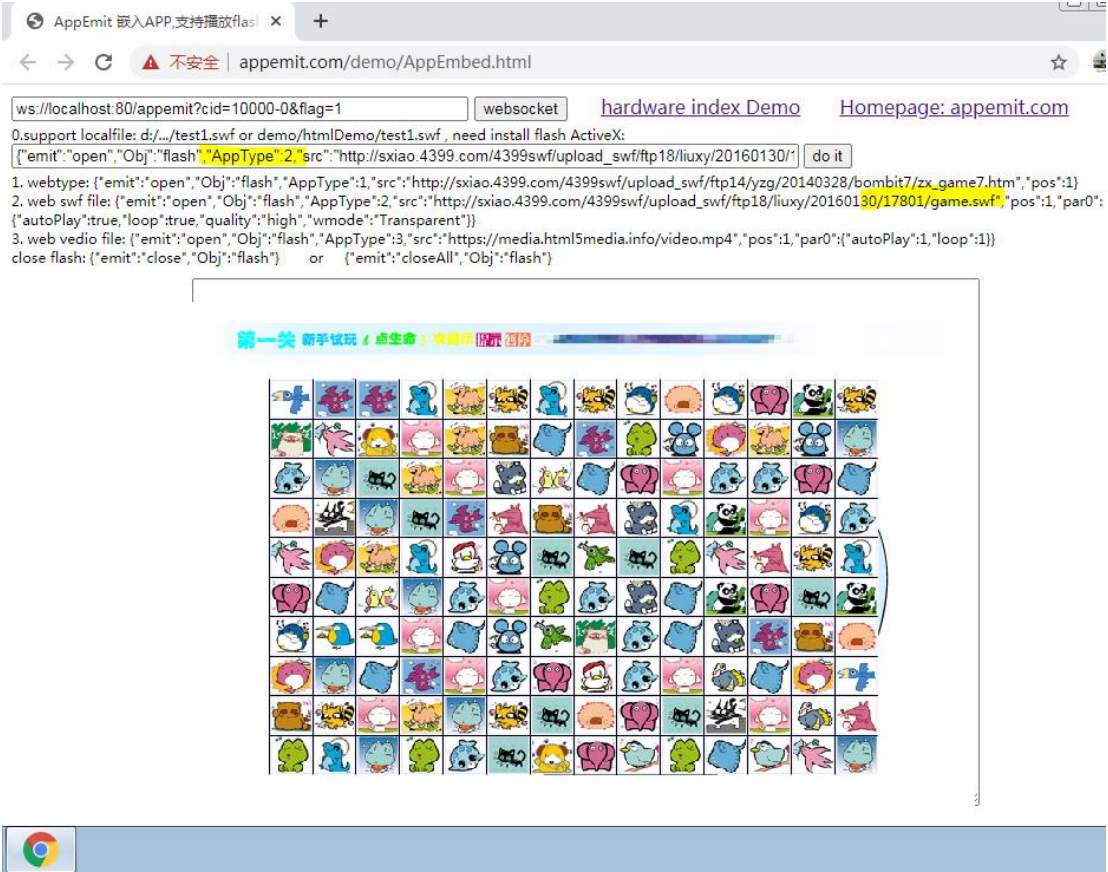 AppEmit 嵌入APP,支持播放flas
不安全 appemit.com/demo/AppEmbed.html
ws://localhost:80/appemit?cid=10000-0&flag=1 websocket hardware index Demo Homepage: appemit.com
0.support localfile: d:/.../test1.swf or demo/htmlDemo/test1.swf , need install flash ActiveX:
{"emit":"open","Obj":"flash","AppType":2,"src":"http://sxiao.4399.com/4399swf/upload_swf/ftp18/liuxy/20160130/1 do it
1. webtype: {"emit":"open","Obj":"flash","AppType":1,"src":"http://sxiao.4399.com/4399swf/upload_swf/ftp14/yzg/20140328/bombit7/zx_game7.htm","pos":1}
2. web swf file: {"emit":"open","Obj":"flash","AppType":2,"src":"http://sxiao.4399.com/4399swf/upload_swf/ftp18/liuxy/20160130/17801/game.swf","pos":1,"par0":
{"autoPlay":true,"loop":true,"quality":"high","wmode":"Transparent"}}
3. web vedio file: {"emit":"open","Obj":"flash","AppType":3,"src":"https://media.html5media.info/video.mp4","pos":1,"par0":{"autoPlay":1,"loop":1}}
close flash: {"emit":"close","Obj":"flash"} or {"emit":"closeAll","Obj":"flash"}
第一关 新手试玩 点生命 提示 暂停